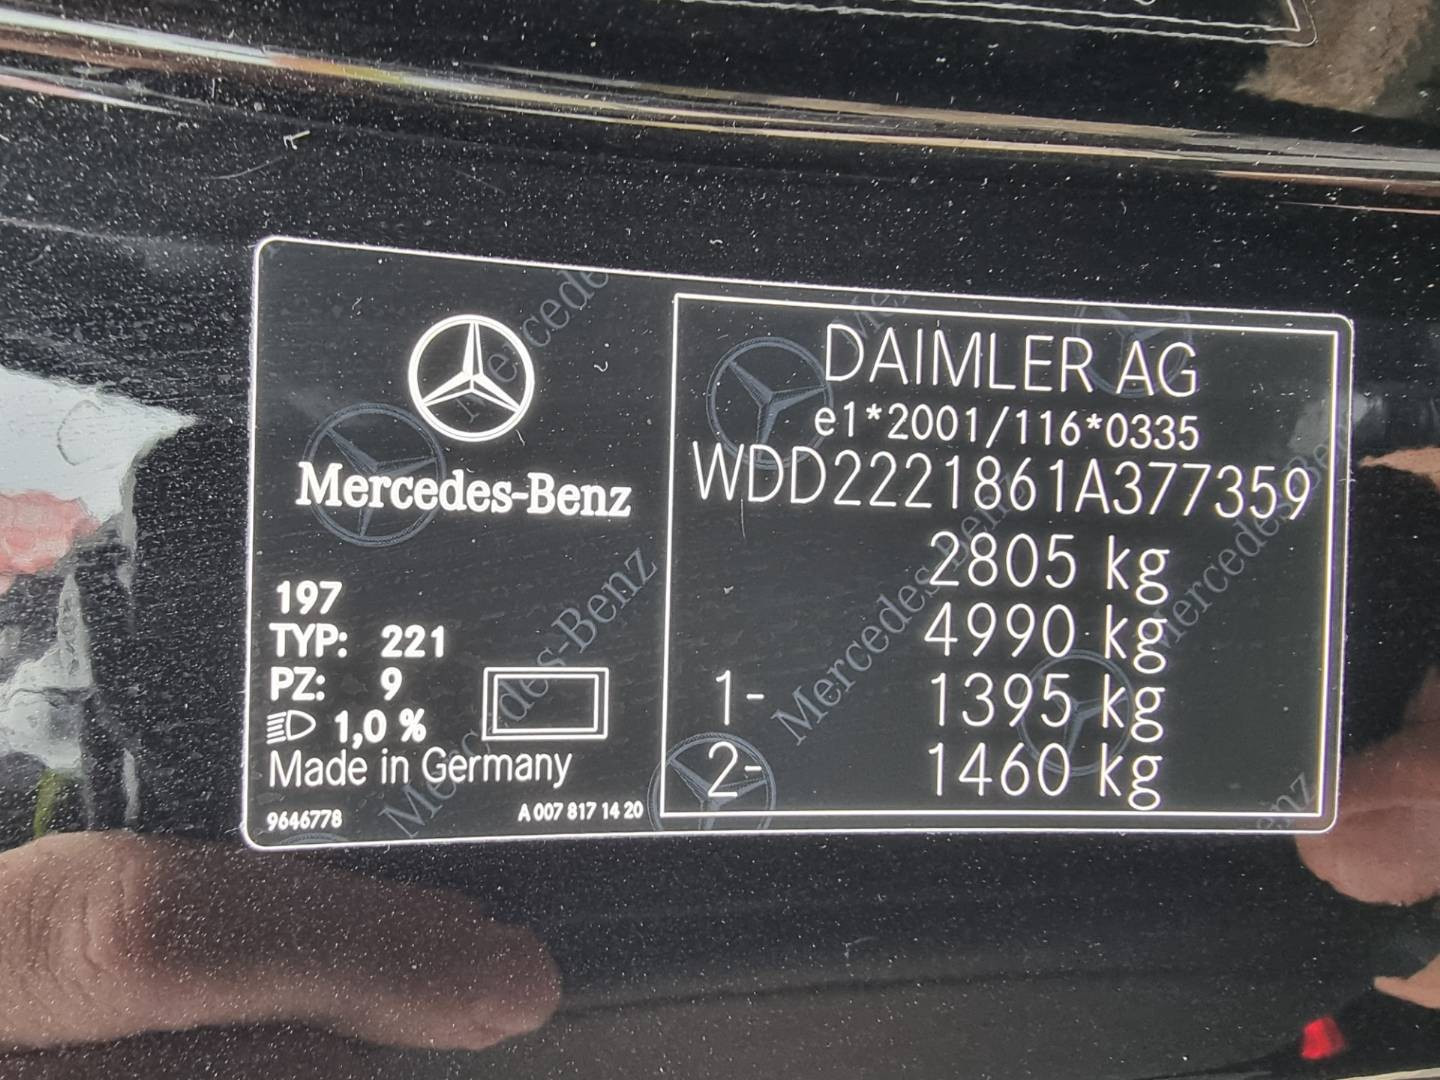 Mercedes-Benz
197
TYP: 221
PZ: 9
1,0 %
Made in Germany
9646778 A 007 817 14 20
DAIMLER AG
e1*2001/116*0335
WDD2221861A377359
2805 kg
4990 kg
1- 1395 kg
2- 1460 kg